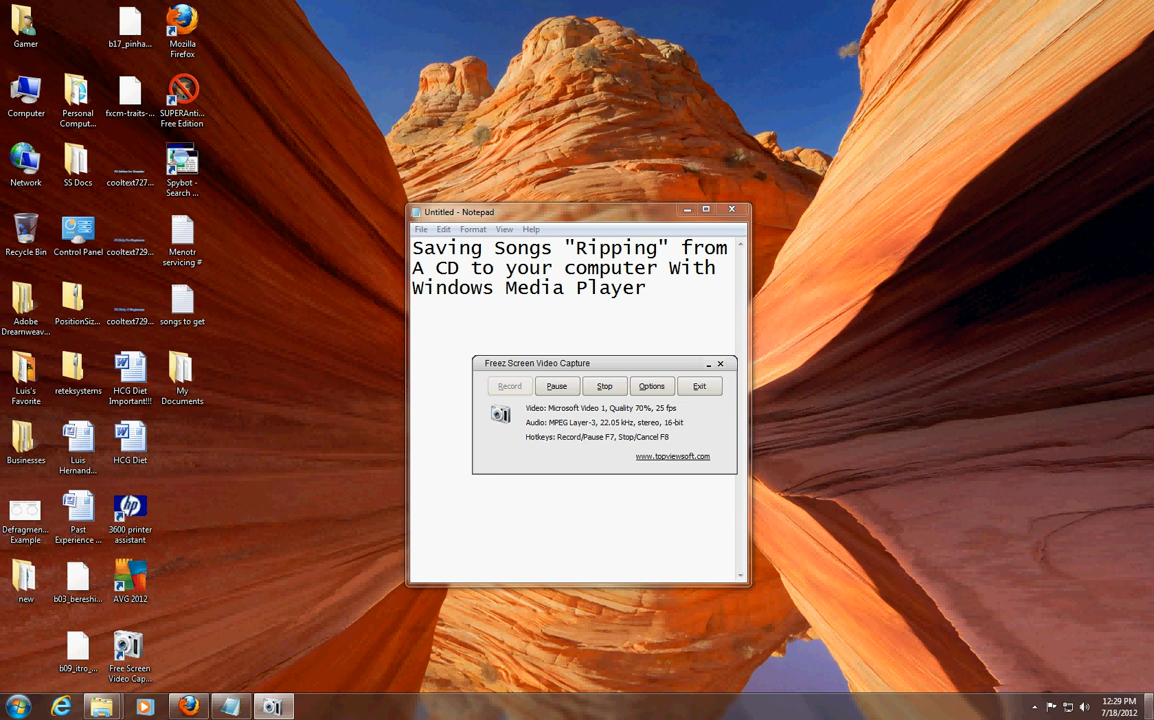 Gamer
b17_pinha...
Mozilla
Firefox
Computer
Personal
Comput...
fxcm-traits-...
SUPERAnti...
Free Edition
Network
SS Docs
cooltext727...
Spybot -
Search ...
Recycle Bin
Control Panel
cooltext729...
Menotr
servicing #
Adobe
Dreamweav...
PositionSiz...
cooltext729...
songs to get
Luis's
Favorite
reteksystems
HCG Diet
Important!!!
My
Documents
Businesses
Luis
Hernand...
HCG Diet
Defragmen...
Example
Past
Experience ...
3600 printer
assistant
new
b03_bereshi...
AVG 2012
b09_itro_...
Free Screen
Video Cap...
Untitled - Notepad
File Edit Format View Help
Saving Songs "Ripping" from
A CD to your computer With
Windows Media Player
Freez Screen Video Capture
Record Pause Stop Options Exit
Video: Microsoft Video 1, Quality 70%, 25 fps
Audio: MPEG Layer-3, 22.05 kHz, stereo, 16-bit
Hotkeys: Record/Pause F7, Stop/Cancel F8
www.topviewsoft.com
12:29 PM
7/18/2012